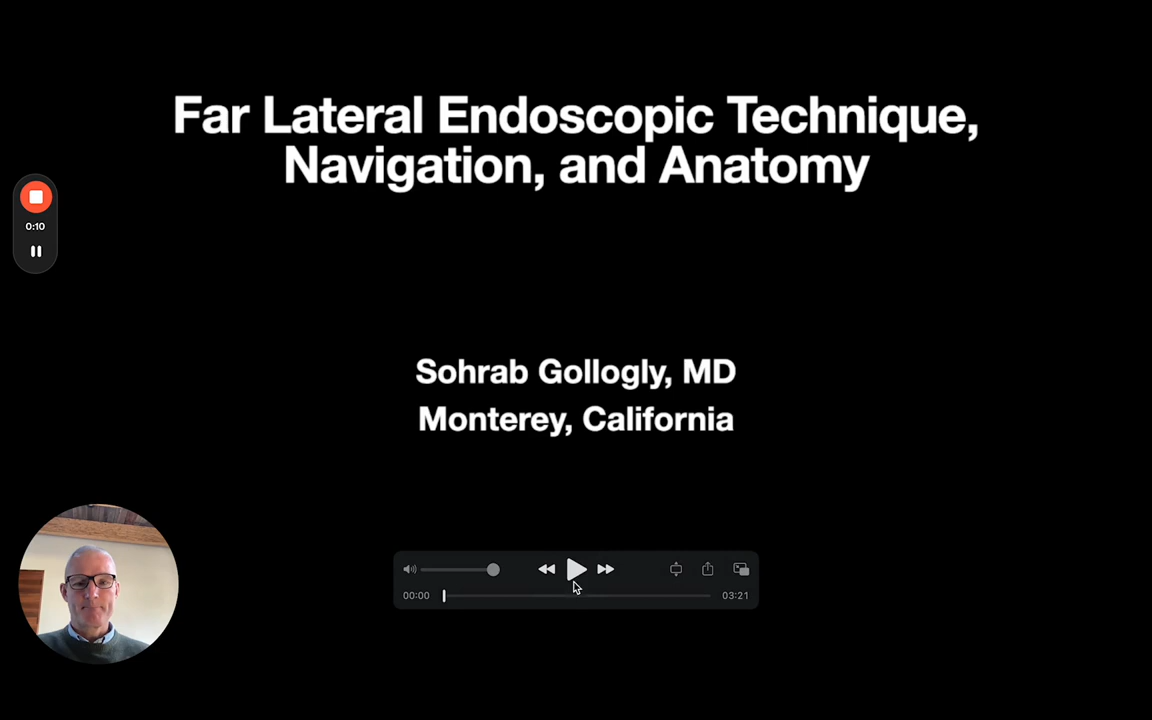 Far Lateral Endoscopic Technique,
Navigation, and Anatomy
0:10
Sohrab Gollogly, MD
Monterey, California
00:00
03:21